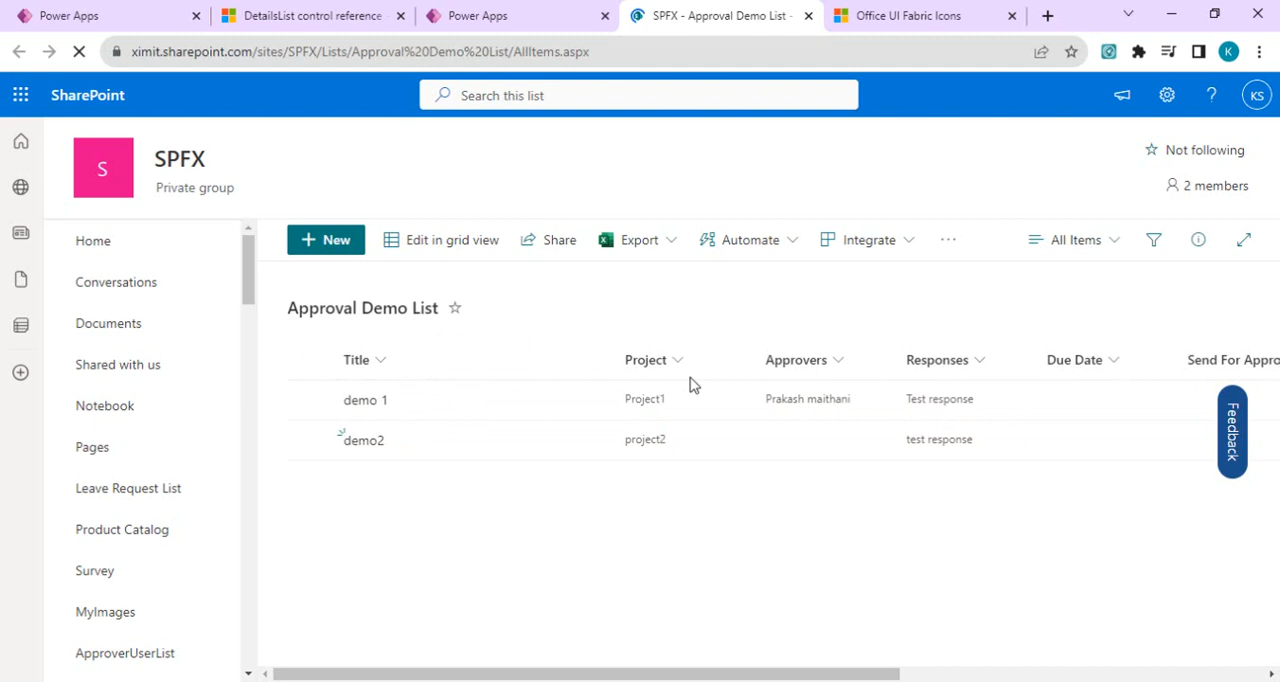 Power Apps
DetailsList control reference
Power Apps
SPFX - Approval Demo List -
Office UI Fabric Icons
ximit.sharepoint.com/sites/SPFX/Lists/Approval%20Demo%20List/AllItems.aspx
K
SharePoint
Search this list
?
KS
S
SPFX
Private group
Not following
2 members
Home
Conversations
Documents
Shared with us
Notebook
Pages
Leave Request List
Product Catalog
Survey
MyImages
ApproverUserList
+ New
Edit in grid view
Share
Export
Automate
Integrate
...
All Items
Approval Demo List
Title Project Approvers Responses Due Date Send For Appro
demo 1 Project1 Prakash maithani Test response
demo2 project2 test response
Feedback